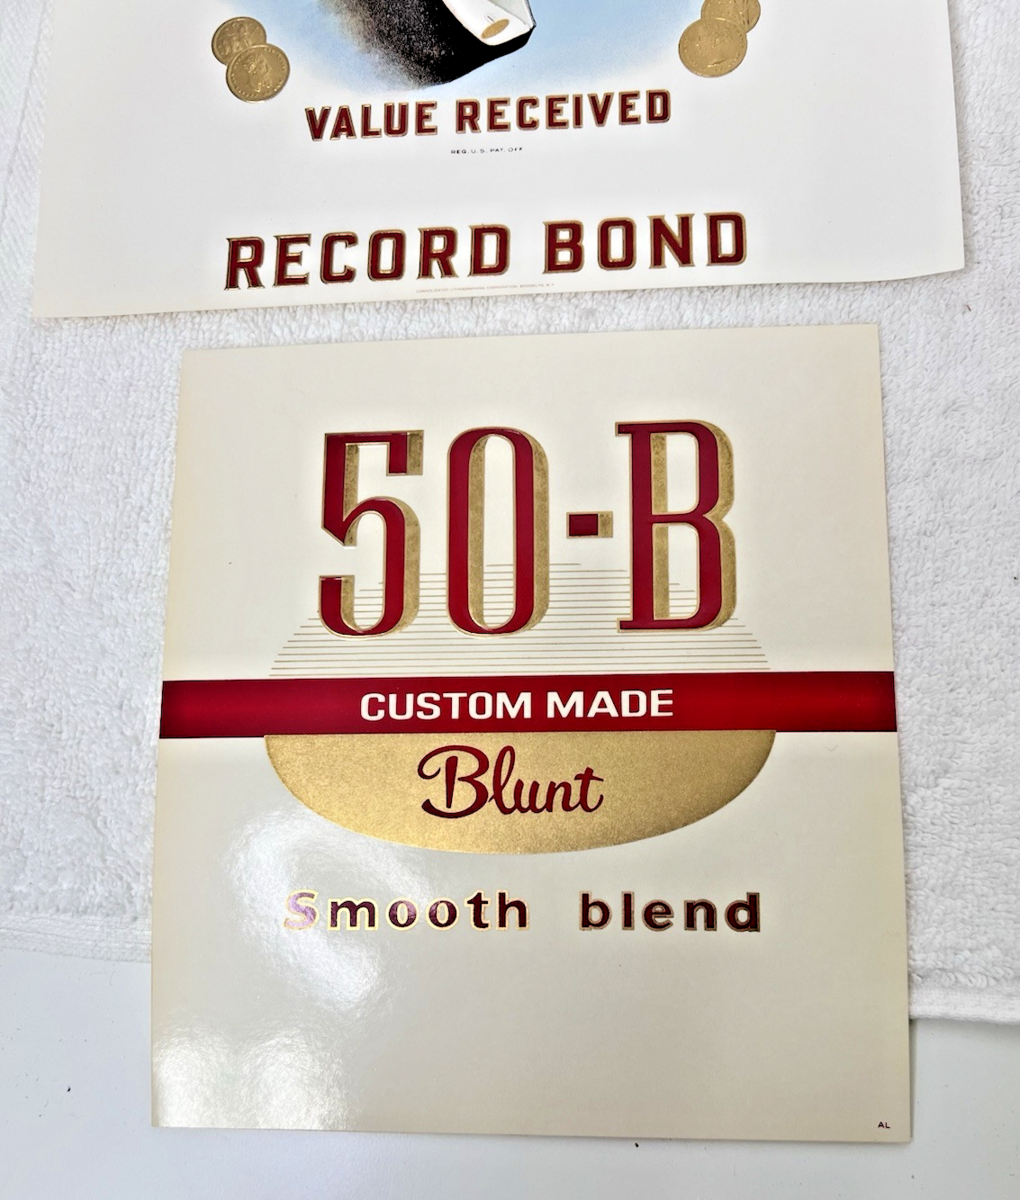 VALUE RECEIVED
REG. U.S. PAT. OFF
RECORD BOND
50-B
CUSTOM MADE
Blunt
Smooth blend
AL